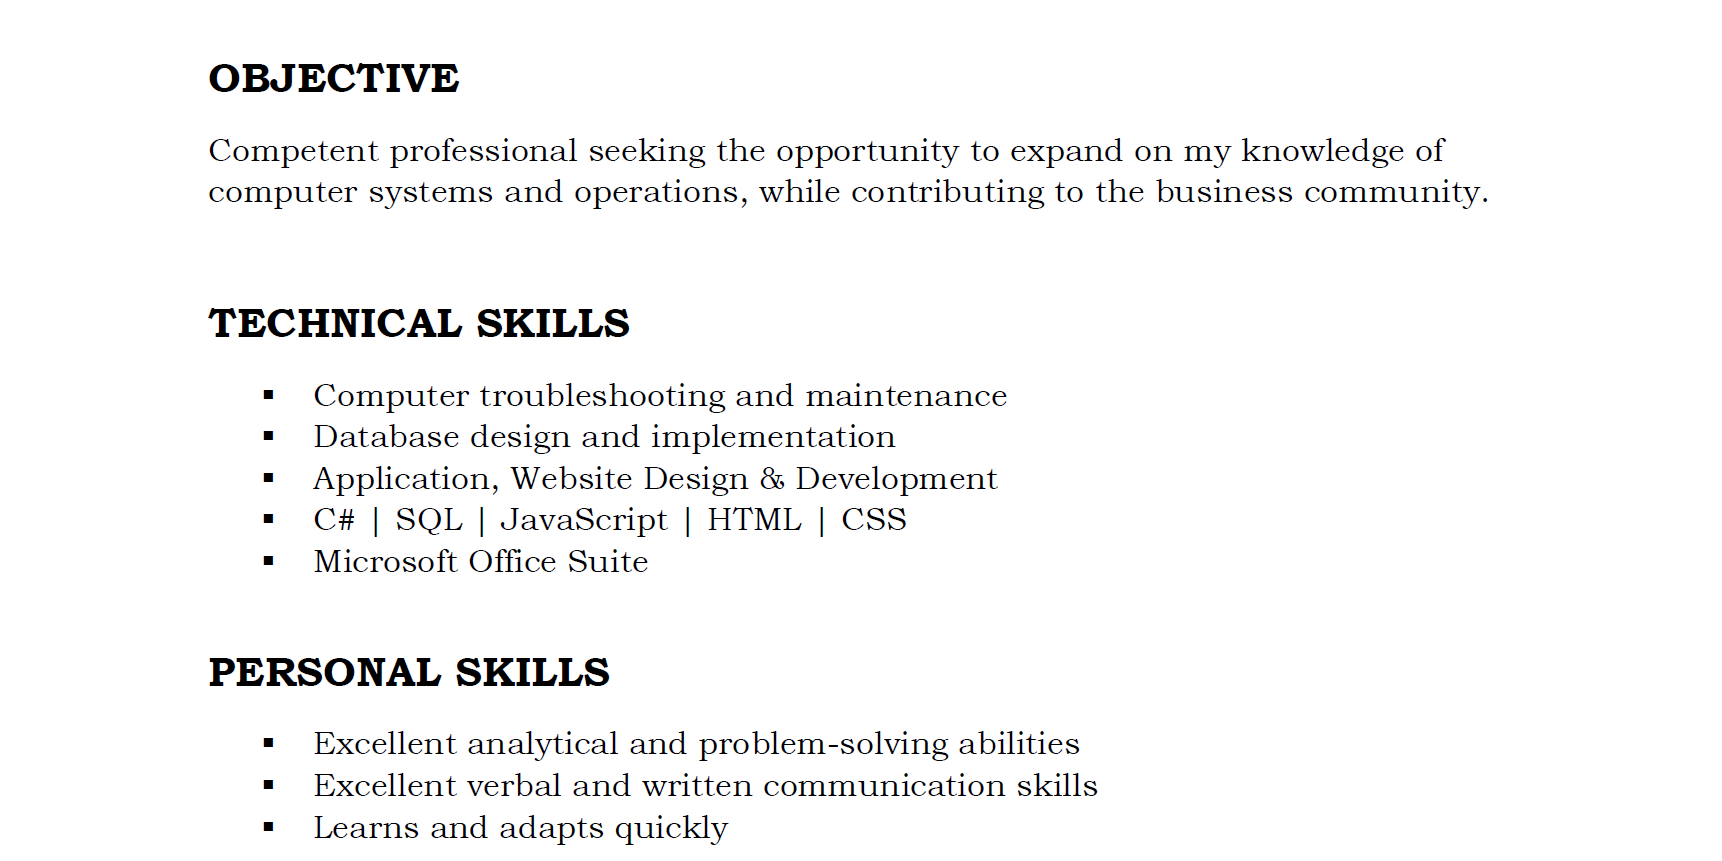 OBJECTIVE
Competent professional seeking the opportunity to expand on my knowledge of
computer systems and operations, while contributing to the business community.
TECHNICAL SKILLS
▪ Computer troubleshooting and maintenance
▪ Database design and implementation
▪ Application, Website Design & Development
▪ C# | SQL | JavaScript | HTML | CSS
▪ Microsoft Office Suite
PERSONAL SKILLS
▪ Excellent analytical and problem-solving abilities
▪ Excellent verbal and written communication skills
▪ Learns and adapts quickly